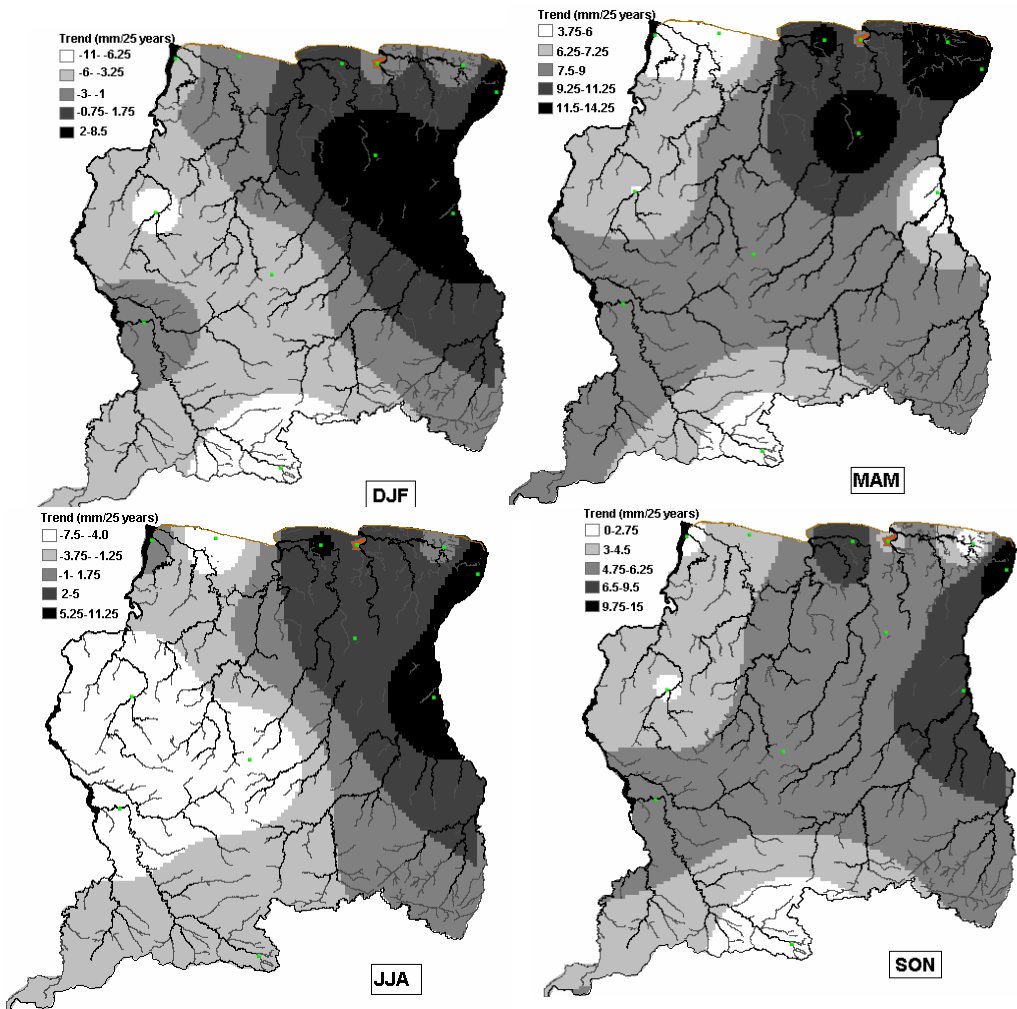 Trend (mm/25 years)
-11- -6.25
-6- -3.25
-3- -1
-0.75- 1.75
2-8.5
DJF
Trend (mm/25 years)
3.75-6
6.25-7.25
7.5-9
9.25-11.25
11.5-14.25
MAM
Trend (mm/25 years)
-7.5- -4.0
-3.75- -1.25
-1- 1.75
2-5
5.25-11.25
JJA
Trend (mm/25 years)
0-2.75
3-4.5
4.75-6.25
6.5-9.5
9.75-15
SON